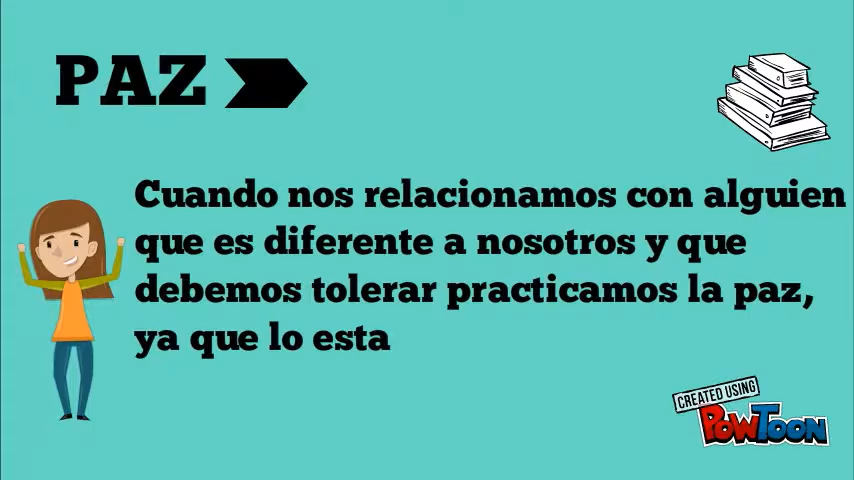 PAZ
Cuando nos relacionamos con alguien
que es diferente a nosotros y que
debemos tolerar practicamos la paz,
ya que lo esta
CREATED USING
POWTOON